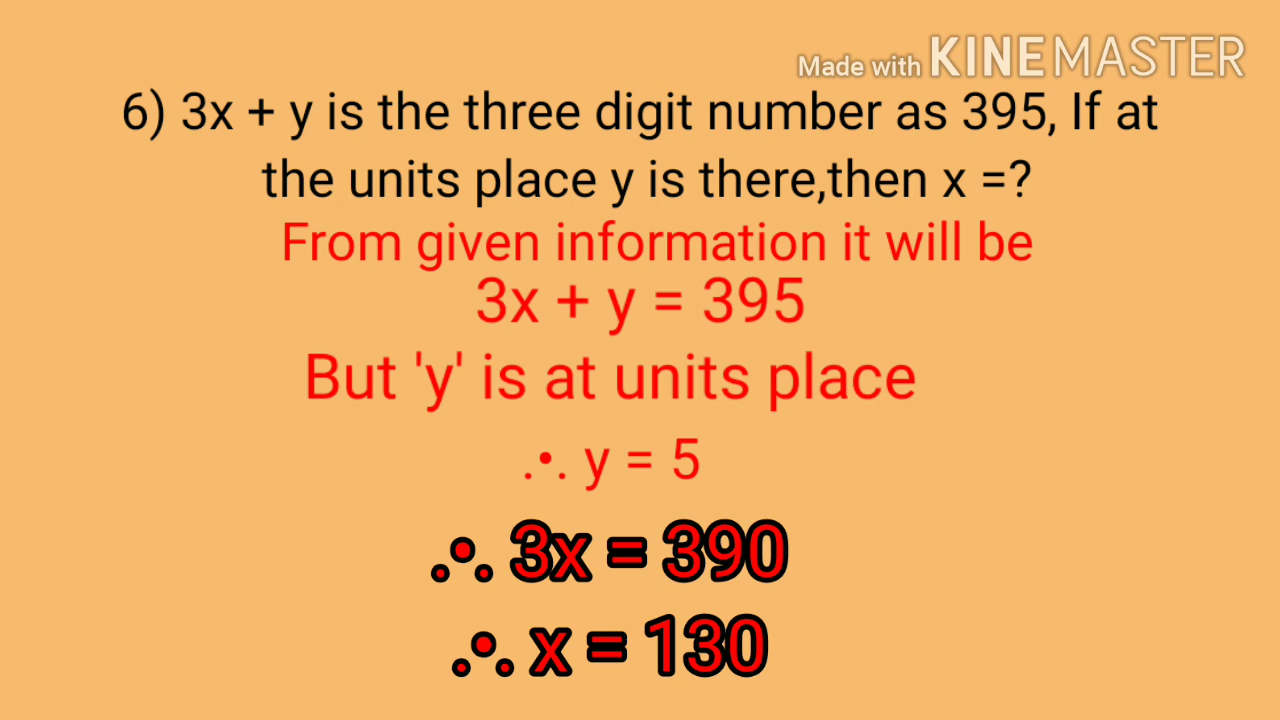 Made with KINEMASTER
6) 3x + y is the three digit number as 395, If at
the units place y is there,then x =?
From given information it will be
3x + y = 395
But 'y' is at units place
.•. y = 5
.•. 3x = 390
.•. x = 130